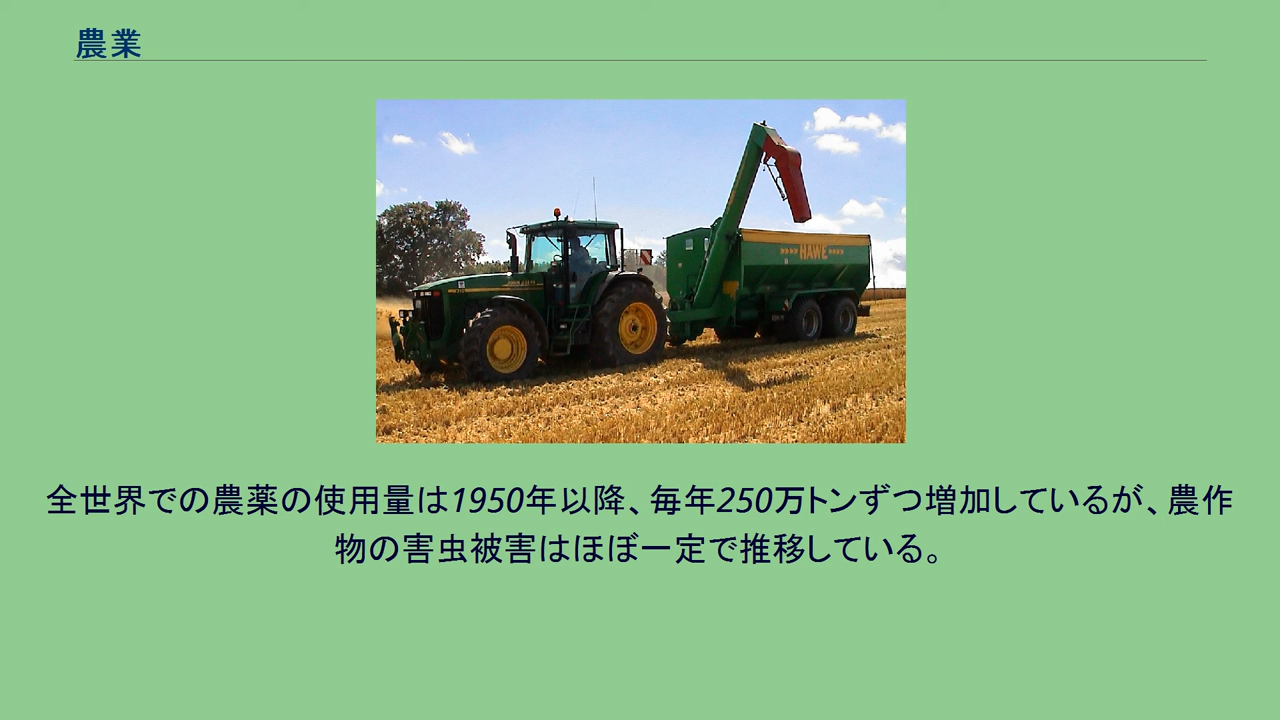 農業
HAWE
全世界での農薬の使用量は1950年以降、毎年250万トンずつ増加しているが、農作
物の害虫被害はほぼ一定で推移している。